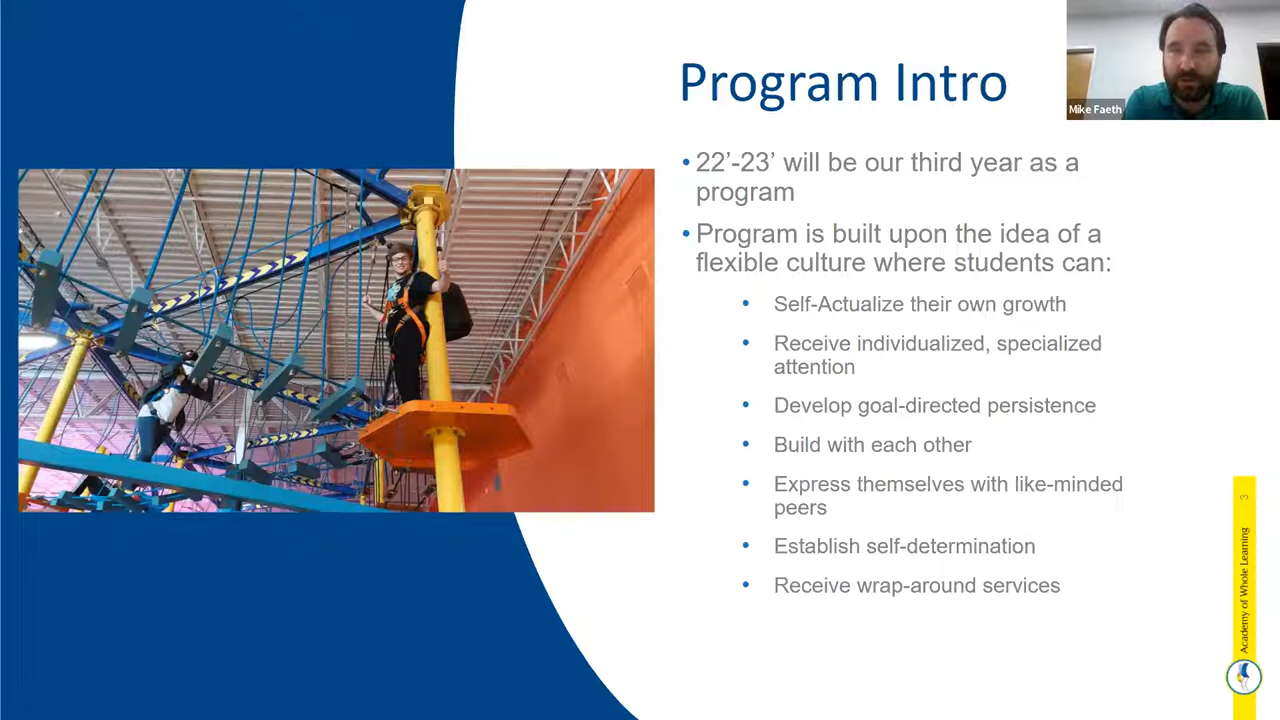 Program Intro
Mike Faeth
• 22’-23’ will be our third year as a
program
• Program is built upon the idea of a
flexible culture where students can:
• Self-Actualize their own growth
• Receive individualized, specialized
attention
• Develop goal-directed persistence
• Build with each other
• Express themselves with like-minded
peers
• Establish self-determination
• Receive wrap-around services
3
Academy of Whole Learning